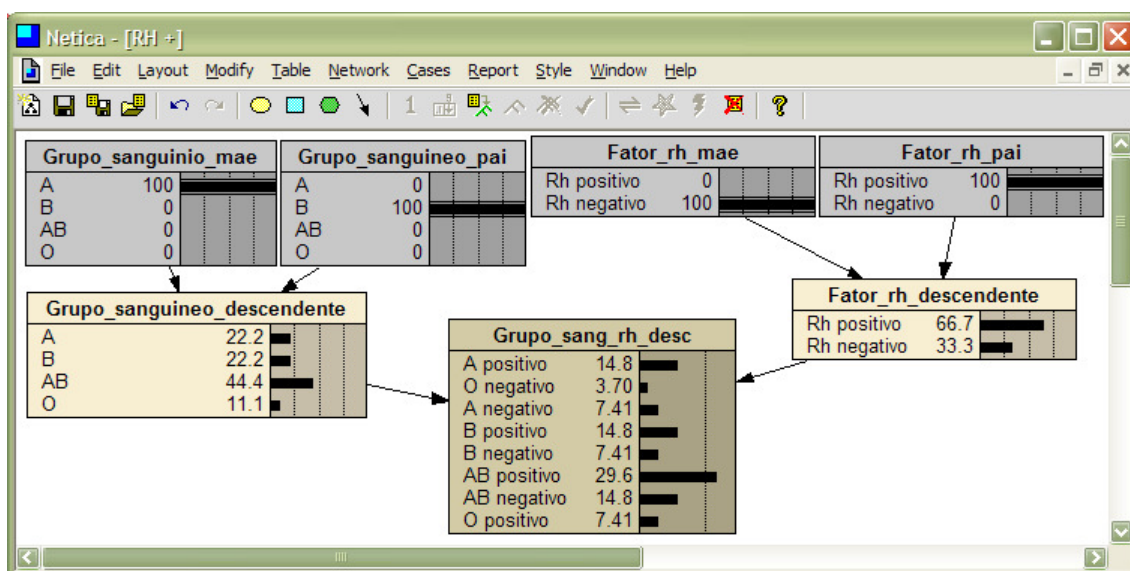 Netica - [RH +]
File Edit Layout Modify Table Network Cases Report Style Window Help
1
Grupo_sanguinio_mae
A 100
B 0
AB 0
O 0
Grupo_sanguineo_pai
A 0
B 100
AB 0
O 0
Fator_rh_mae
Rh positivo 0
Rh negativo 100
Fator_rh_pai
Rh positivo 100
Rh negativo 0
Grupo_sanguineo_descendente
A 22.2
B 22.2
AB 44.4
O 11.1
Grupo_sang_rh_desc
A positivo 14.8
O negativo 3.70
A negativo 7.41
B positivo 14.8
B negativo 7.41
AB positivo 29.6
AB negativo 14.8
O positivo 7.41
Fator_rh_descendente
Rh positivo 66.7
Rh negativo 33.3